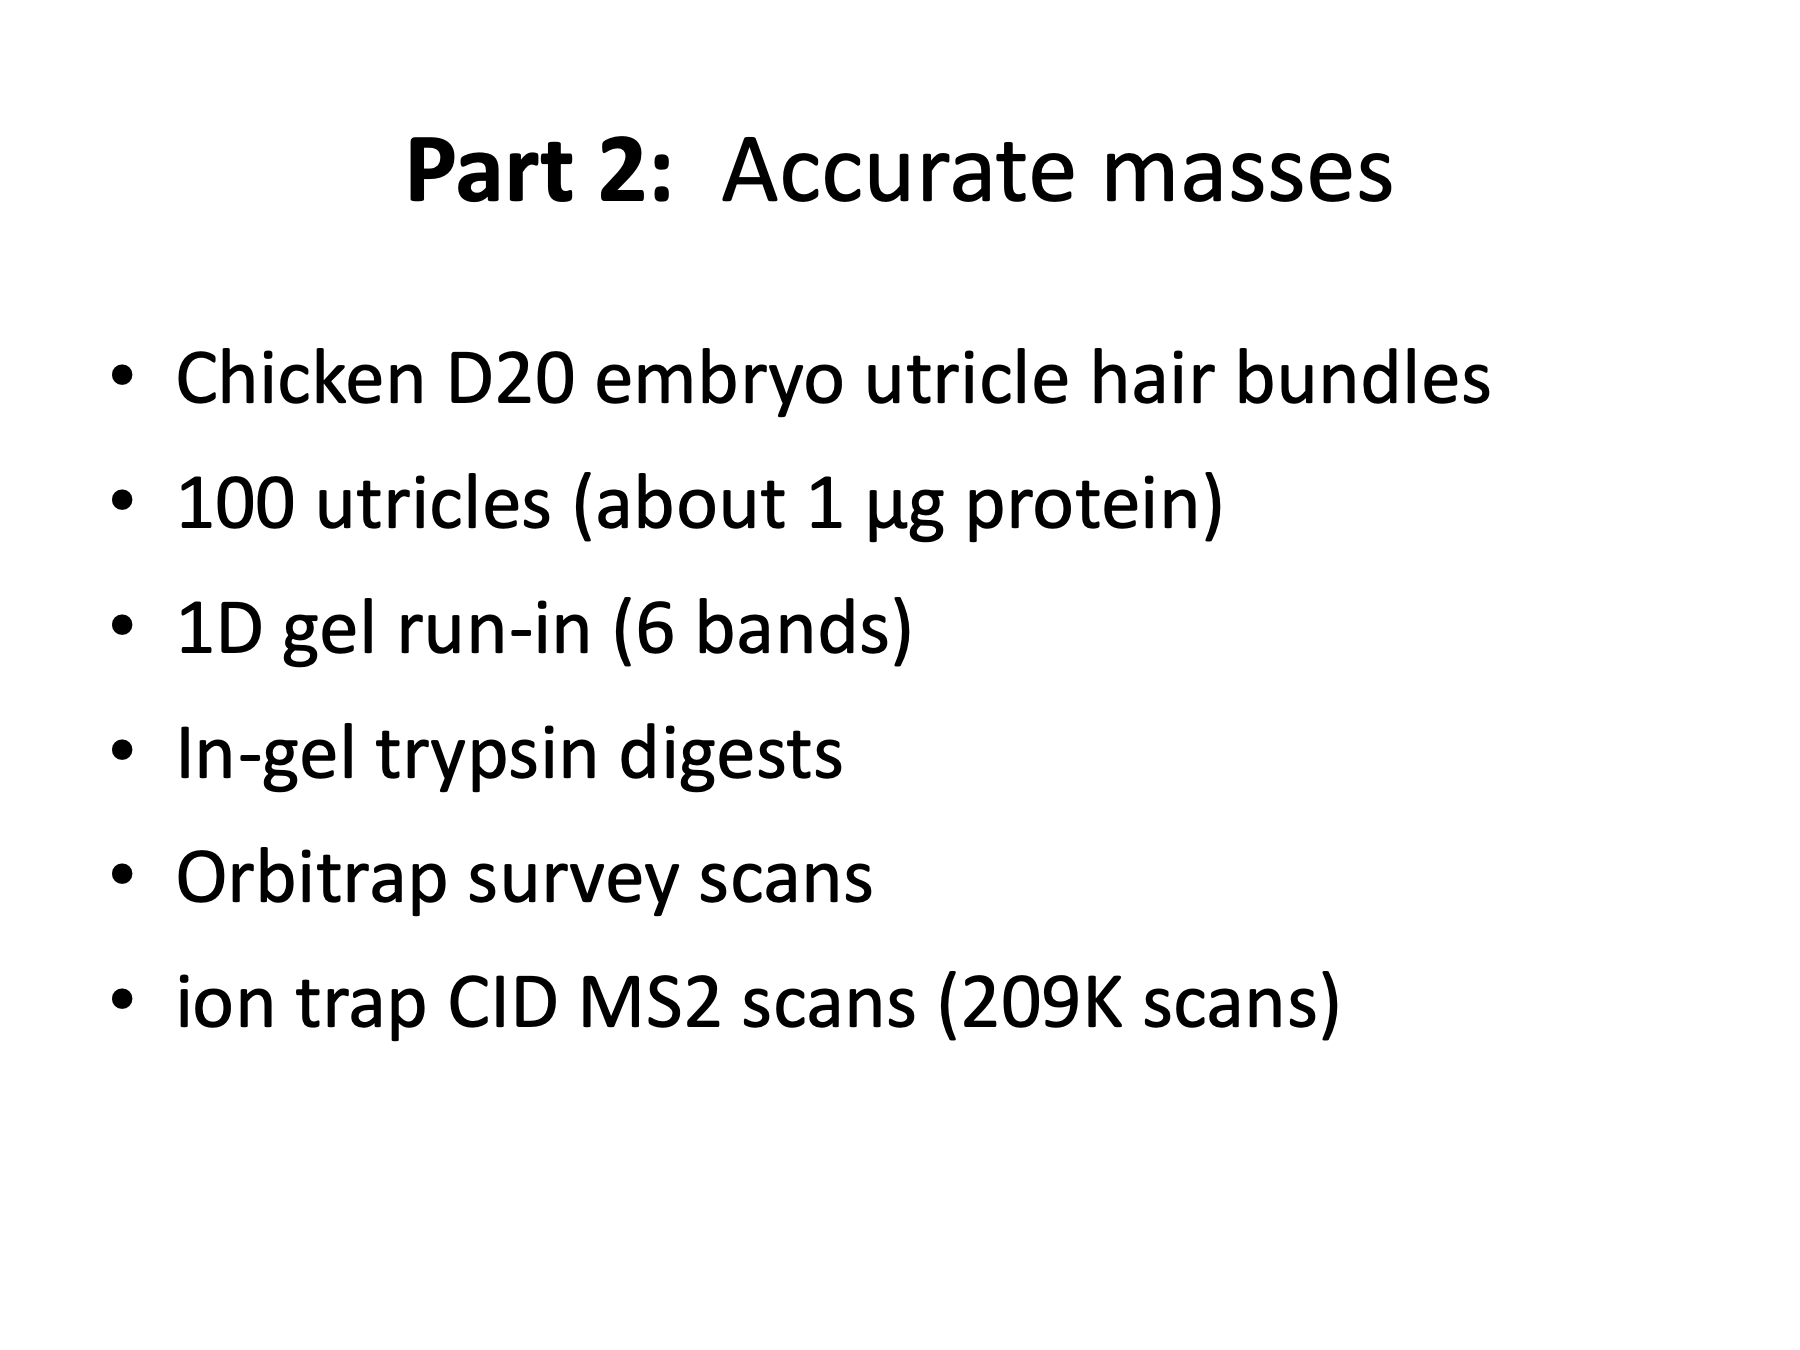 Part 2: Accurate masses
• Chicken D20 embryo utricle hair bundles
• 100 utricles (about 1 µg protein)
• 1D gel run-in (6 bands)
• In-gel trypsin digests
• Orbitrap survey scans
• ion trap CID MS2 scans (209K scans)